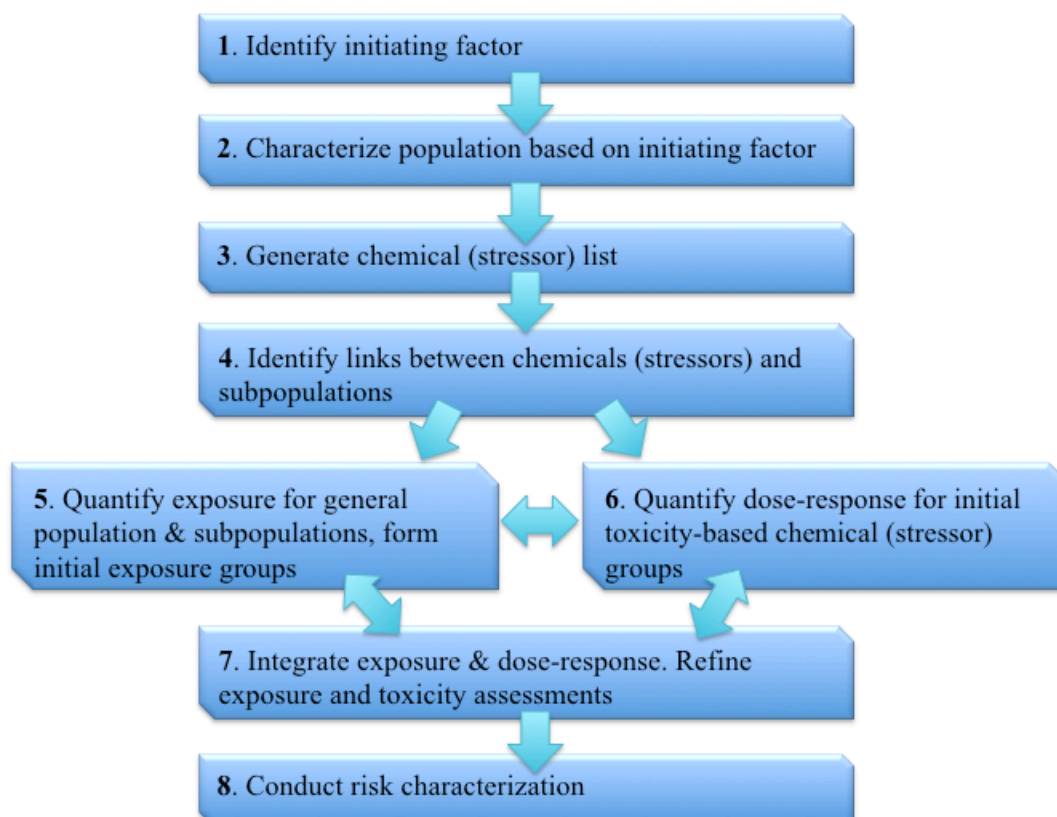 1. Identify initiating factor
2. Characterize population based on initiating factor
3. Generate chemical (stressor) list
4. Identify links between chemicals (stressors) and
subpopulations
5. Quantify exposure for general
population & subpopulations, form
initial exposure groups
6. Quantify dose-response for initial
toxicity-based chemical (stressor)
groups
7. Integrate exposure & dose-response. Refine
exposure and toxicity assessments
8. Conduct risk characterization